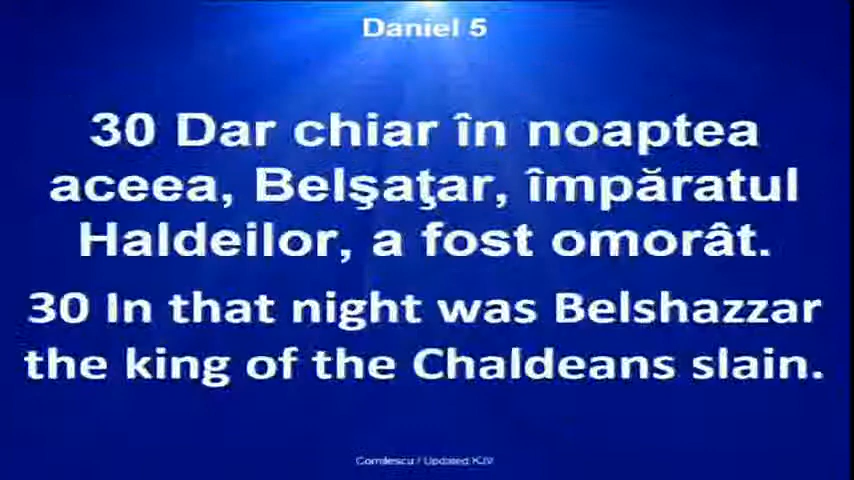 Daniel 5
30 Dar chiar în noaptea
aceea, Belşaţar, împăratul
Haldeilor, a fost omorât.
30 In that night was Belshazzar
the king of the Chaldeans slain.
Cornilescu / Updated KJV